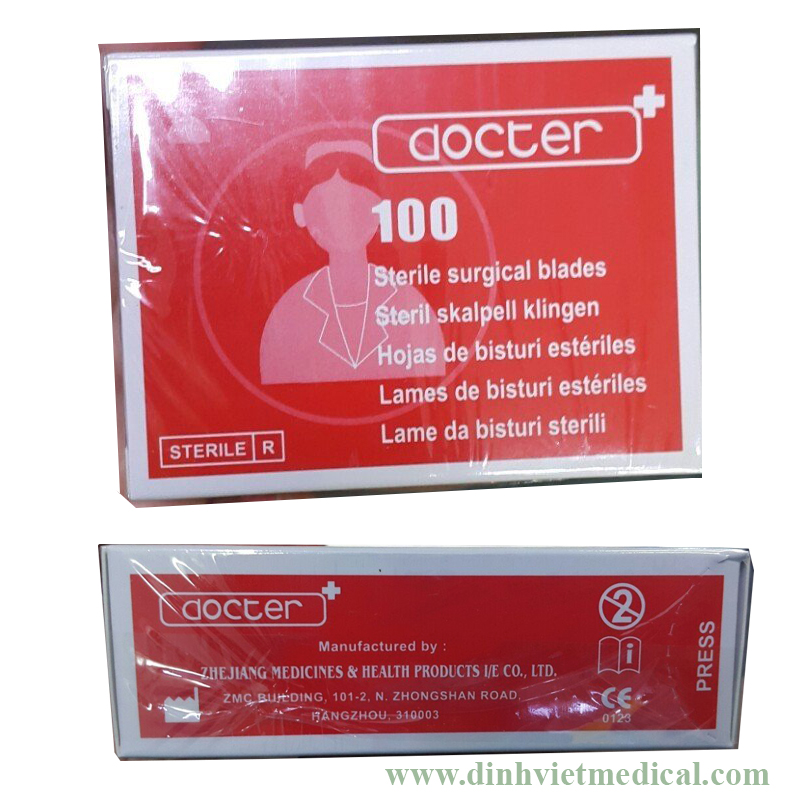 docter
100
Sterile surgical blades
Steril skalpell klingen
Hojas de bisturi estériles
Lames de bisturi estériles
Lame da bisturi sterili
STERILE R
docter
2
Manufactured by :
i
ZHEJIANG MEDICINES & HEALTH PRODUCTS I/E CO., LTD.
ZMC BUILDING, 101-2, N. ZHONGSHAN ROAD,
HANGZHOU, 310003
CE
0123
PRESS
www.dinhvietmedical.com